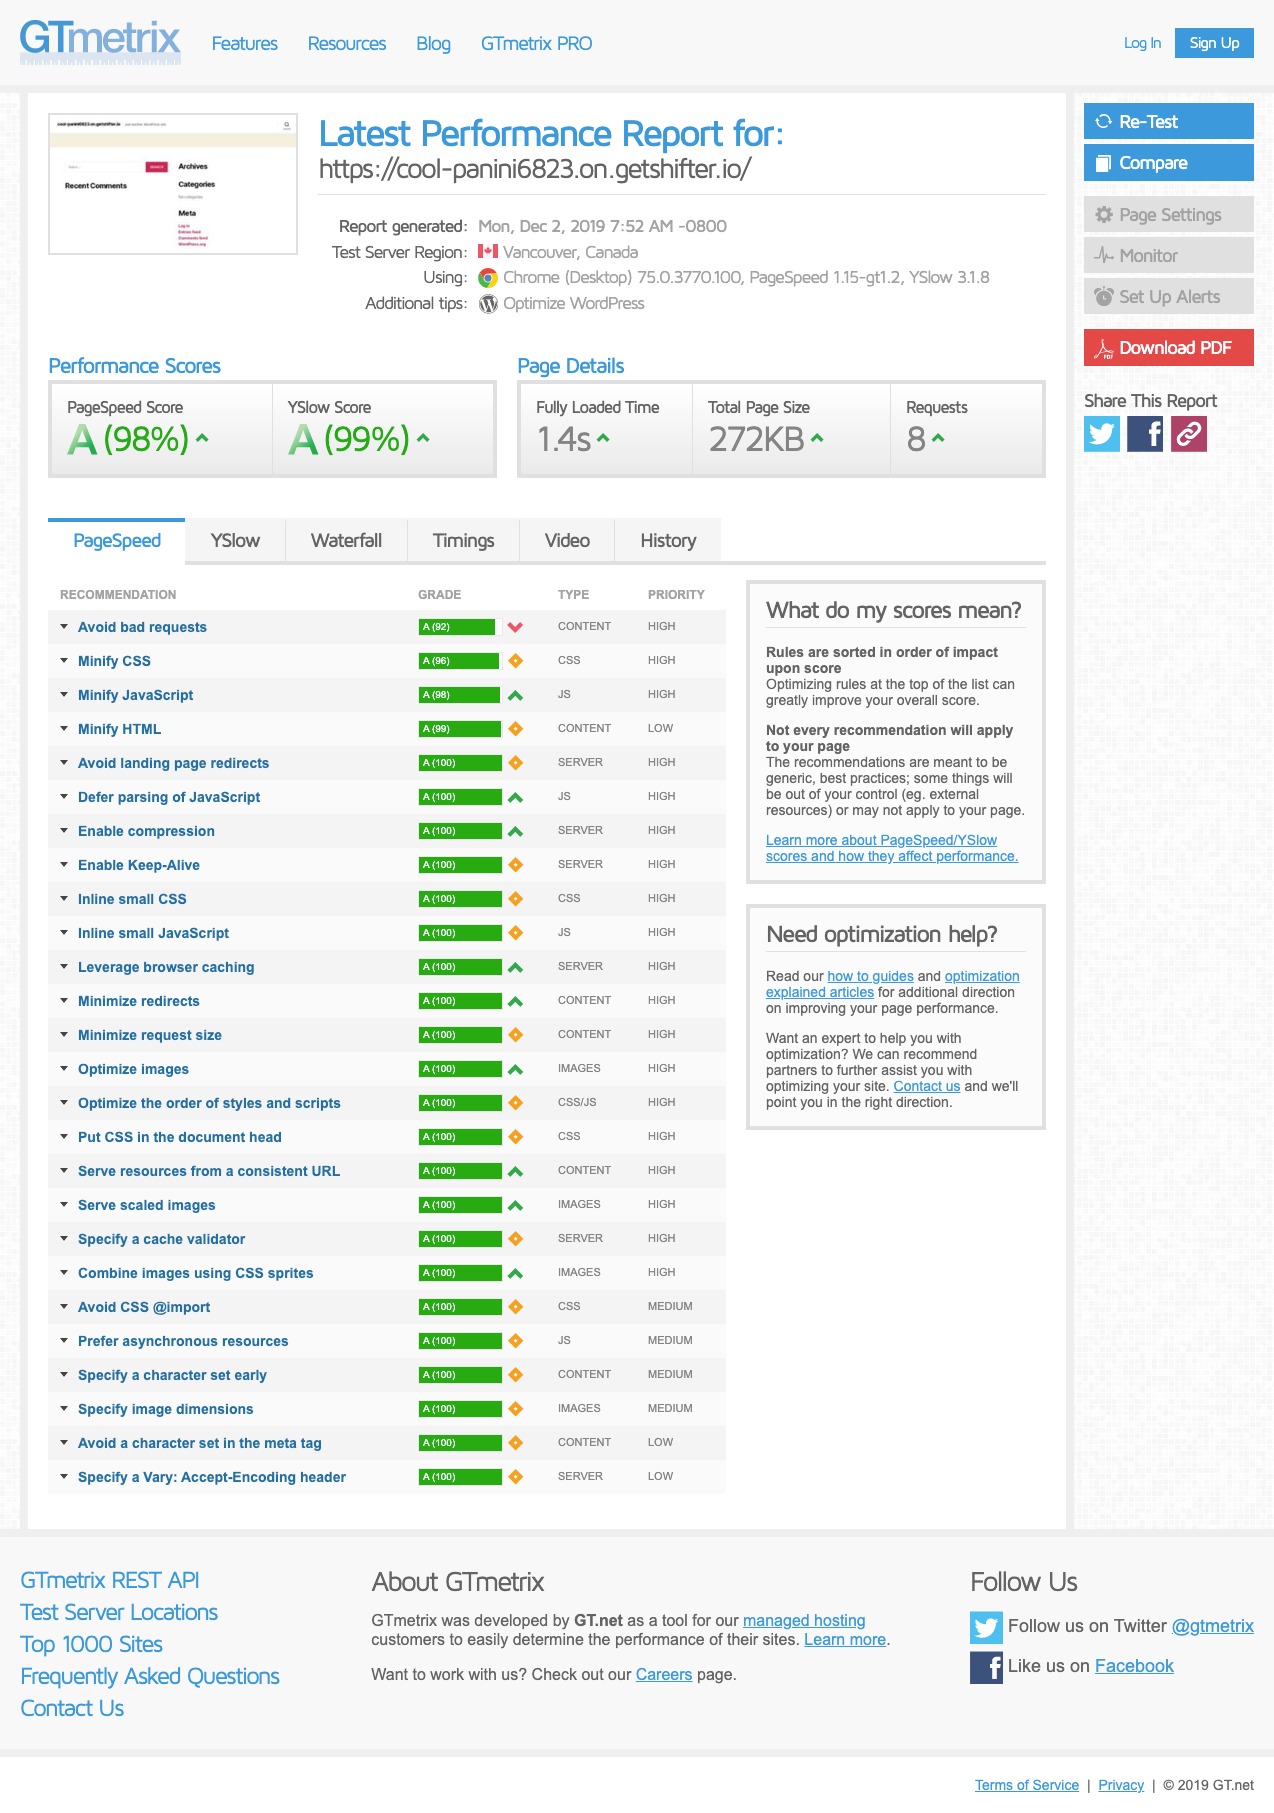 GTmetrix
Features Resources Blog GTmetrix PRO
Log In Sign Up
cool-panini6823.on.getshifter.io
SEARCH
Recent Comments
Archives
Categories
No categories
Meta
Log in
Entries feed
Comments feed
WordPress.org
Latest Performance Report for:
https://cool-panini6823.on.getshifter.io/
Report generated: Mon, Dec 2, 2019 7:52 AM -0800
Test Server Region: Vancouver, Canada
Using: Chrome (Desktop) 75.0.3770.100, PageSpeed 1.15-gt1.2, YSlow 3.1.8
Additional tips: Optimize WordPress
Re-Test
Compare
Page Settings
Monitor
Set Up Alerts
Download PDF
Share This Report
Performance Scores
PageSpeed Score YSlow Score
A (98%) A (99%)
Page Details
Fully Loaded Time Total Page Size Requests
1.4s 272KB 8
PageSpeed YSlow Waterfall Timings Video History
RECOMMENDATION GRADE TYPE PRIORITY
Avoid bad requests A (92) CONTENT HIGH
Minify CSS A (96) CSS HIGH
Minify JavaScript A (98) JS HIGH
Minify HTML A (99) CONTENT LOW
Avoid landing page redirects A (100) SERVER HIGH
Defer parsing of JavaScript A (100) JS HIGH
Enable compression A (100) SERVER HIGH
Enable Keep-Alive A (100) SERVER HIGH
Inline small CSS A (100) CSS HIGH
Inline small JavaScript A (100) JS HIGH
Leverage browser caching A (100) SERVER HIGH
Minimize redirects A (100) CONTENT HIGH
Minimize request size A (100) CONTENT HIGH
Optimize images A (100) IMAGES HIGH
Optimize the order of styles and scripts A (100) CSS/JS HIGH
Put CSS in the document head A (100) CSS HIGH
Serve resources from a consistent URL A (100) CONTENT HIGH
Serve scaled images A (100) IMAGES HIGH
Specify a cache validator A (100) SERVER HIGH
Combine images using CSS sprites A (100) IMAGES HIGH
Avoid CSS @import A (100) CSS MEDIUM
Prefer asynchronous resources A (100) JS MEDIUM
Specify a character set early A (100) CONTENT MEDIUM
Specify image dimensions A (100) IMAGES MEDIUM
Avoid a character set in the meta tag A (100) CONTENT LOW
Specify a Vary: Accept-Encoding header A (100) SERVER LOW
What do my scores mean?
Rules are sorted in order of impact
upon score
Optimizing rules at the top of the list can
greatly improve your overall score.
Not every recommendation will apply
to your page
The recommendations are meant to be
generic, best practices; some things will
be out of your control (eg. external
resources) or may not apply to your page.
Learn more about PageSpeed/YSlow
scores and how they affect performance.
Need optimization help?
Read our how to guides and optimization
explained articles for additional direction
on improving your page performance.
Want an expert to help you with
optimization? We can recommend
partners to further assist you with
optimizing your site. Contact us and we'll
point you in the right direction.
GTmetrix REST API
Test Server Locations
Top 1000 Sites
Frequently Asked Questions
Contact Us
About GTmetrix
GTmetrix was developed by GT.net as a tool for our managed hosting
customers to easily determine the performance of their sites. Learn more.
Want to work with us? Check out our Careers page.
Follow Us
Follow us on Twitter @gtmetrix
Like us on Facebook
Terms of Service | Privacy | © 2019 GT.net